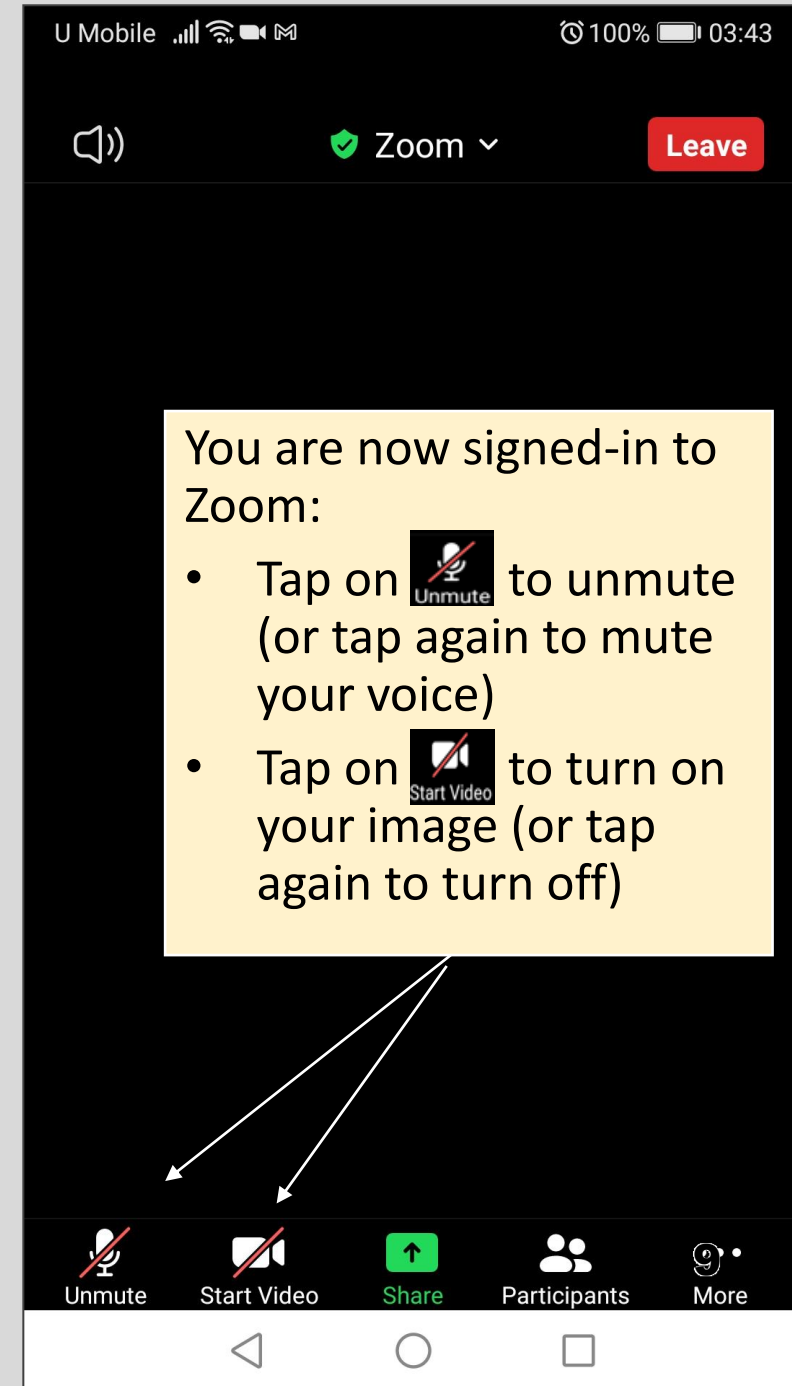 U Mobile 100% 03:43
Zoom Leave
You are now signed-in to
Zoom:
• Tap on Unmute to unmute
(or tap again to mute
your voice)
• Tap on Start Video to turn on
your image (or tap
again to turn off)
Unmute Start Video Share Participants More
9